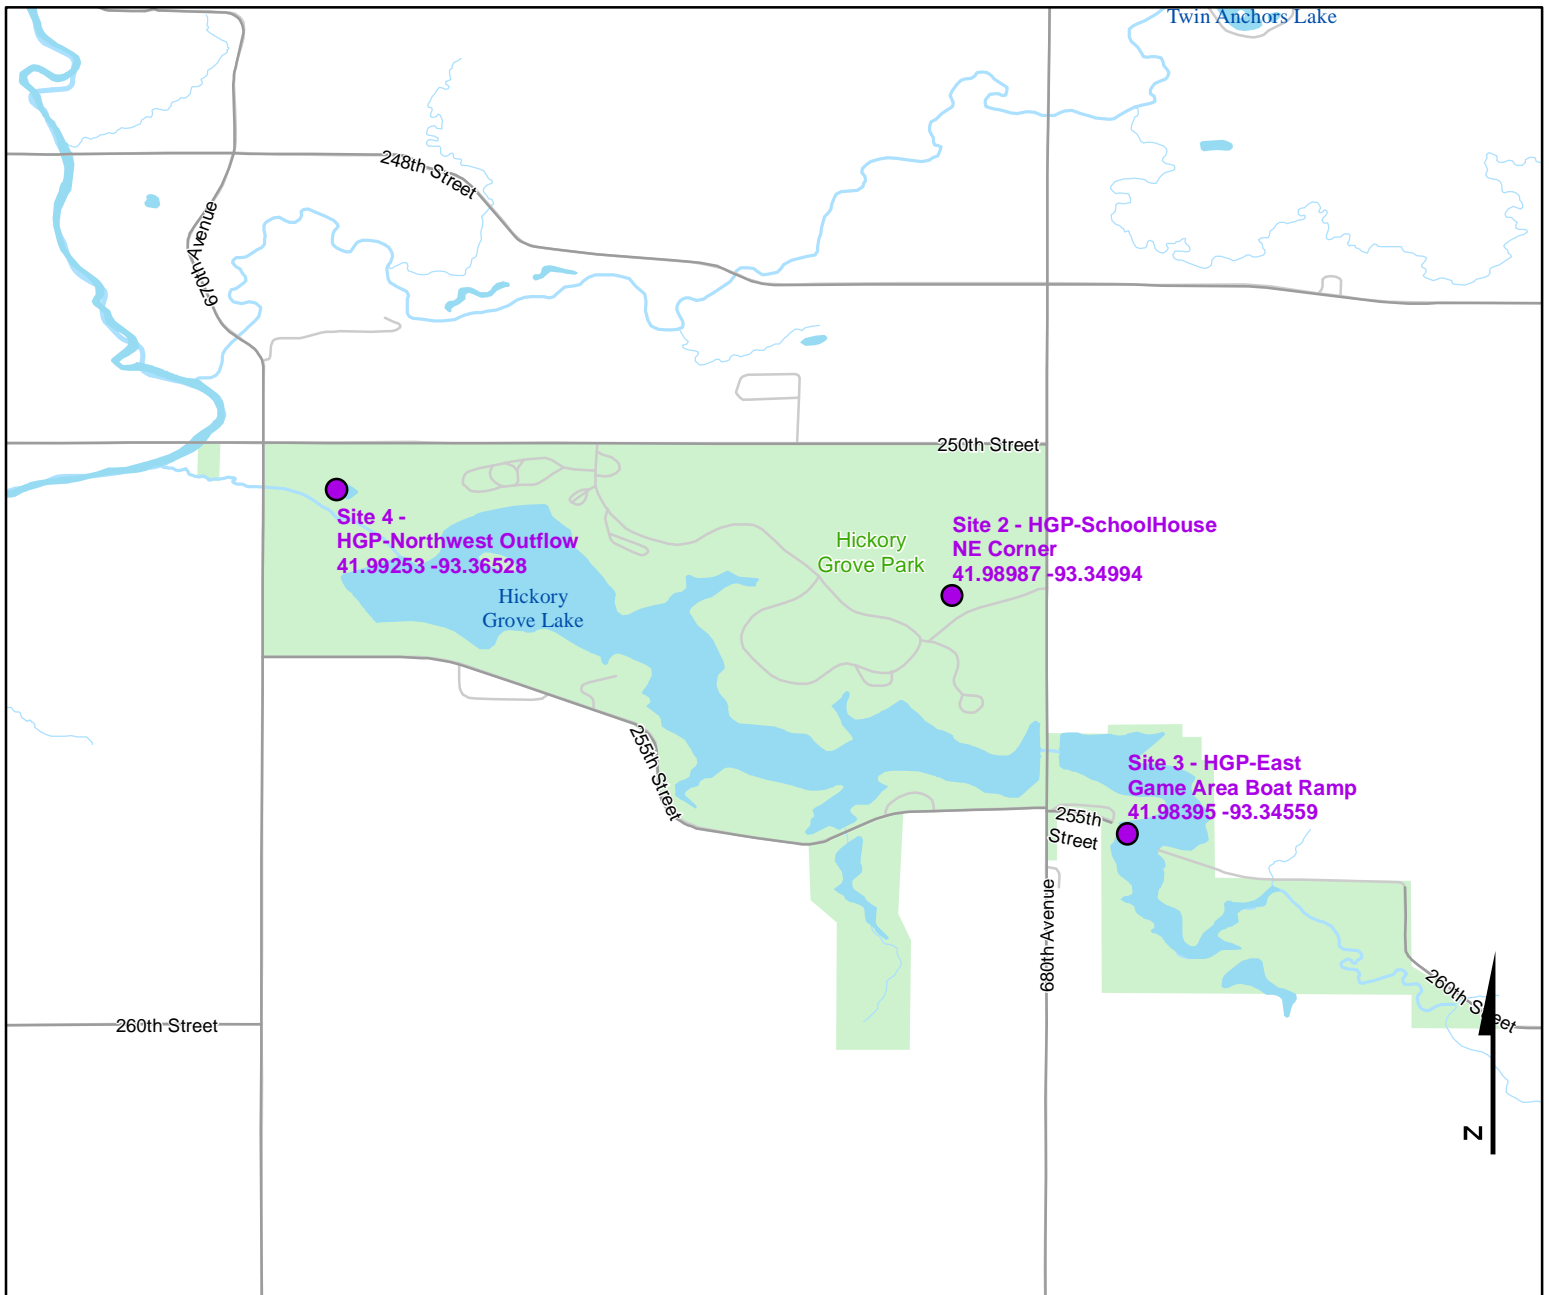 Twin Anchors Lake
248th Street
670th Avenue
250th Street
Site 4 -
HGP-Northwest Outflow
41.99253 -93.36528
Site 2 - HGP-SchoolHouse
NE Corner
41.98987 -93.34994
Hickory
Grove Park
Hickory
Grove Lake
255th Street
Site 3 - HGP-East
Game Area Boat Ramp
41.98395 -93.34559
255th
Street
680th Avenue
260th Street
260th Street
N